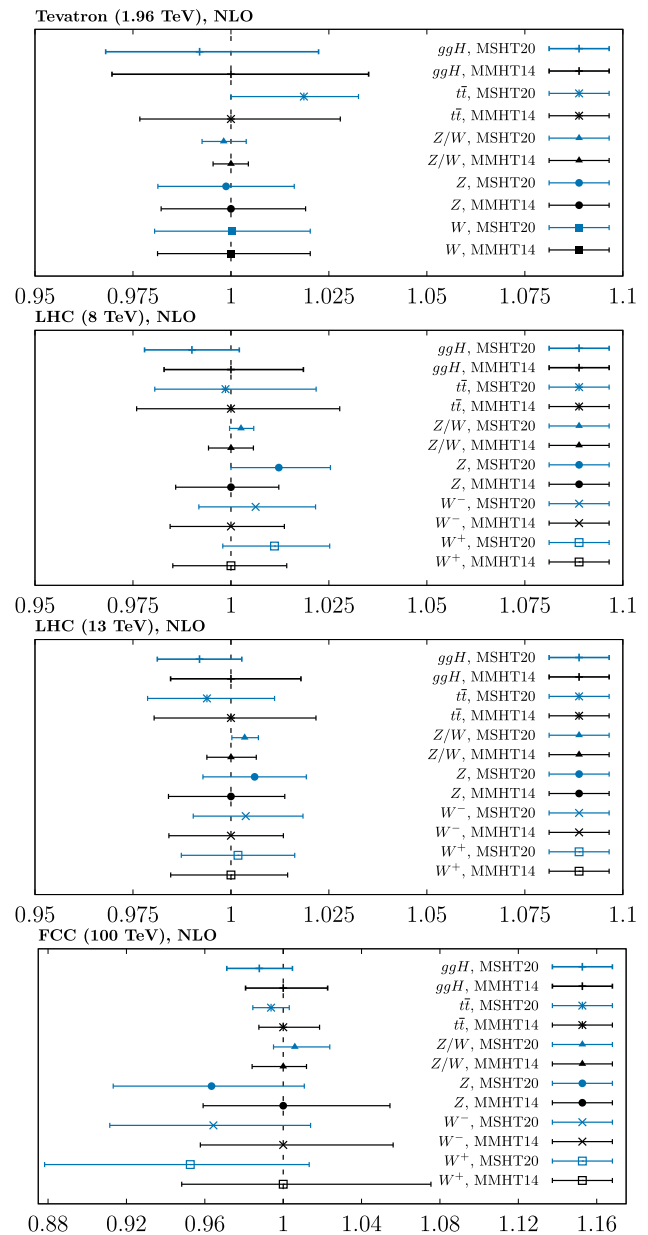 Tevatron (1.96 TeV), NLO
ggH, MSHT20
ggH, MMHT14
tt̅, MSHT20
tt̅, MMHT14
Z/W, MSHT20
Z/W, MMHT14
Z, MSHT20
Z, MMHT14
W, MSHT20
W, MMHT14
0.95 0.975 1 1.025 1.05 1.075 1.1
LHC (8 TeV), NLO
ggH, MSHT20
ggH, MMHT14
tt̅, MSHT20
tt̅, MMHT14
Z/W, MSHT20
Z/W, MMHT14
Z, MSHT20
Z, MMHT14
W⁻, MSHT20
W⁻, MMHT14
W⁺, MSHT20
W⁺, MMHT14
0.95 0.975 1 1.025 1.05 1.075 1.1
LHC (13 TeV), NLO
ggH, MSHT20
ggH, MMHT14
tt̅, MSHT20
tt̅, MMHT14
Z/W, MSHT20
Z/W, MMHT14
Z, MSHT20
Z, MMHT14
W⁻, MSHT20
W⁻, MMHT14
W⁺, MSHT20
W⁺, MMHT14
0.95 0.975 1 1.025 1.05 1.075 1.1
FCC (100 TeV), NLO
ggH, MSHT20
ggH, MMHT14
tt̅, MSHT20
tt̅, MMHT14
Z/W, MSHT20
Z/W, MMHT14
Z, MSHT20
Z, MMHT14
W⁻, MSHT20
W⁻, MMHT14
W⁺, MSHT20
W⁺, MMHT14
0.88 0.92 0.96 1 1.04 1.08 1.12 1.16